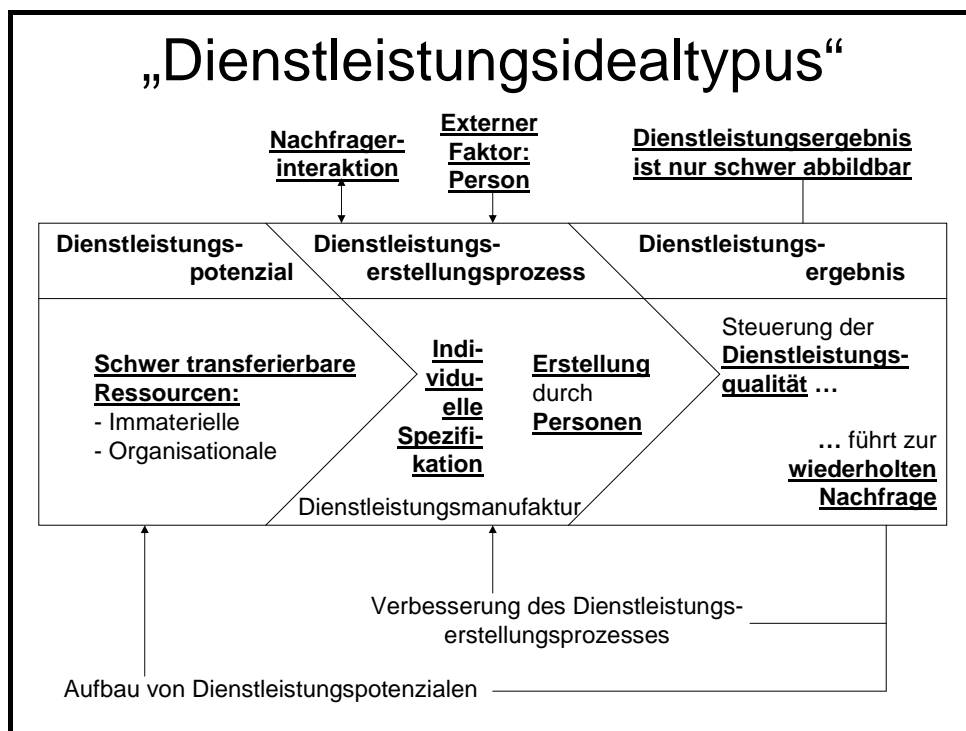 „Dienstleistungsidealtypus“
Nachfrager-
interaktion
Externer
Faktor:
Person
Dienstleistungsergebnis
ist nur schwer abbildbar
Dienstleistungs-
potenzial
Dienstleistungs-
erstellungsprozess
Dienstleistungs-
ergebnis
Schwer transferierbare
Ressourcen:
- Immaterielle
- Organisationale
Indi-
vidu-
elle
Spezifi-
kation
Erstellung
durch
Personen
Dienstleistungsmanufaktur
Steuerung der
Dienstleistungs-
qualität ...
... führt zur
wiederholten
Nachfrage
Verbesserung des Dienstleistungs-
erstellungsprozesses
Aufbau von Dienstleistungspotenzialen